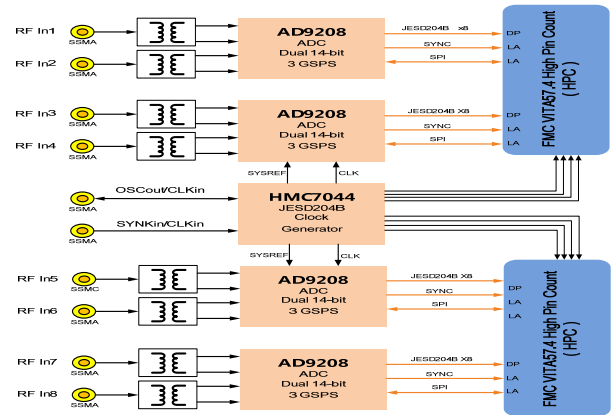 RF In1
SSMA
RF In2
SSMA
AD9208
ADC
Dual 14-bit
3 GSPS
JESD204B x8
SYNC
SPI
DP
LA
LA
FMC VITA57.4 High Pin Count
( HPC )
RF In3
SSMA
RF In4
SSMA
AD9208
ADC
Dual 14-bit
3 GSPS
JESD204B X8
SYNC
SPI
DP
LA
LA
SYSREF
CLK
OSCout/CLKin
SSMA
SYNKin/CLKin
SSMA
HMC7044
JESD204B
Clock
Generator
SYSREF
CLK
RF In5
SSMC
RF In6
SSMA
AD9208
ADC
Dual 14-bit
3 GSPS
JESD204B X8
SYNC
SPI
DP
LA
LA
FMC VITA57.4 High Pin Count
( HPC )
RF In7
SSMA
RF In8
SSMA
AD9208
ADC
Dual 14-bit
3 GSPS
JESD204B X8
SYNC
SPI
DP
LA